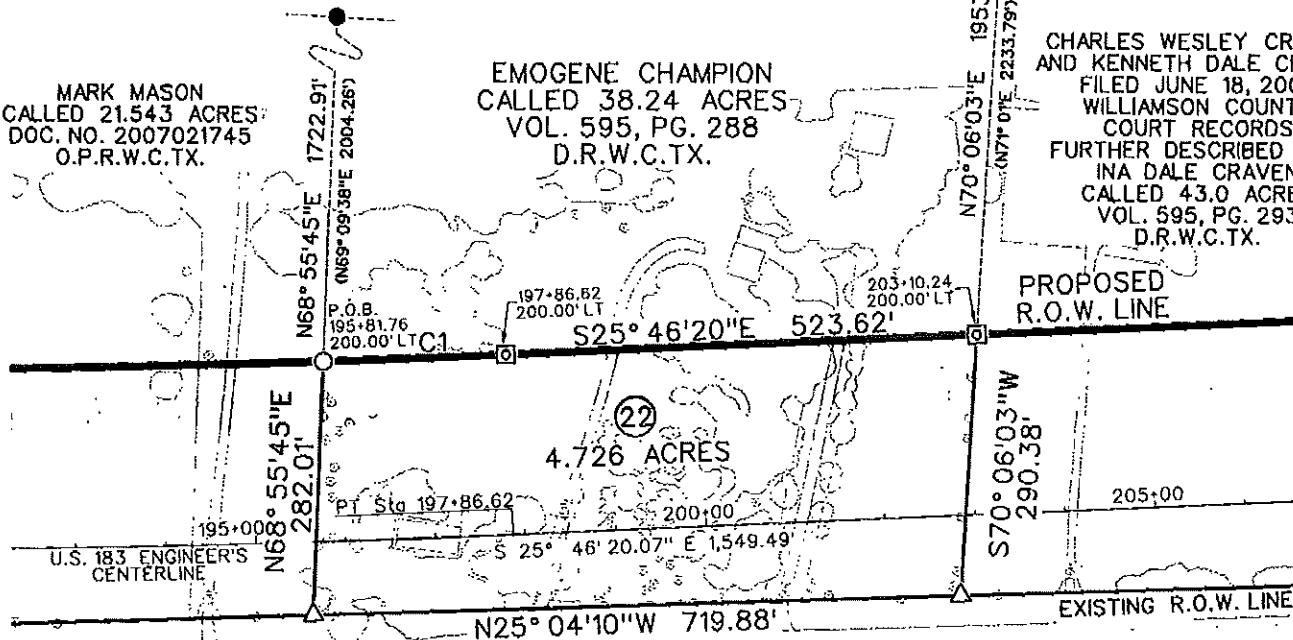 MARK MASON
CALLED 21.543 ACRES
DOC. NO. 2007021745
O.P.R.W.C.TX.
N68° 55'45"E 1722.91'
(N69° 09'38"E 2004.26')
EMOGENE CHAMPION
CALLED 38.24 ACRES
VOL. 595, PG. 288
D.R.W.C.TX.
N70° 06'03"E 1953
(N71° 01'E 2233.79')
CHARLES WESLEY CR
AND KENNETH DALE C
FILED JUNE 18, 200
WILLIAMSON COUNT
COURT RECORDS
FURTHER DESCRIBED
INA DALE CRAVEN
CALLED 43.0 ACRE
VOL. 595, PG. 293
D.R.W.C.TX.
P.O.B.
195+81.76
200.00' LT
C1
197+86.62
200.00' LT
S25° 46'20"E 523.62'
203+10.24
200.00' LT
PROPOSED
R.O.W. LINE
N68° 55'45"E
282.01'
22
4.726 ACRES
S70° 06'03"W
290.38'
PT Sta 197+86.62
195+00
200+00
205+00
U.S. 183 ENGINEER'S
CENTERLINE
S 25° 46' 20.07" E 1,549.49'
N25° 04'10"W 719.88'
EXISTING R.O.W. LINE